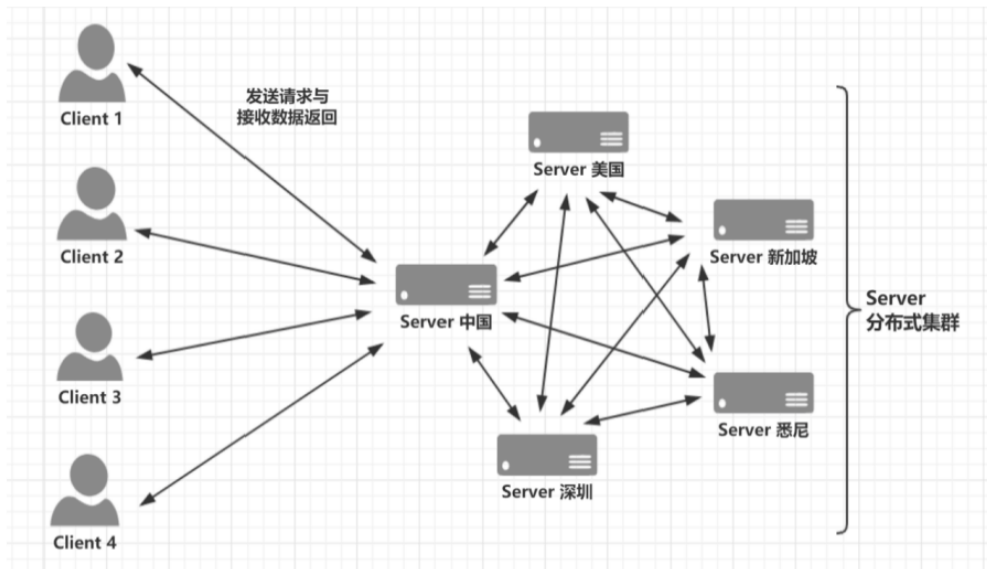 Client 1
发送请求与
接收数据返回
Server 美国
Client 2
Server 新加坡
Server 中国
Server
分布式集群
Client 3
Server 悉尼
Server 深圳
Client 4